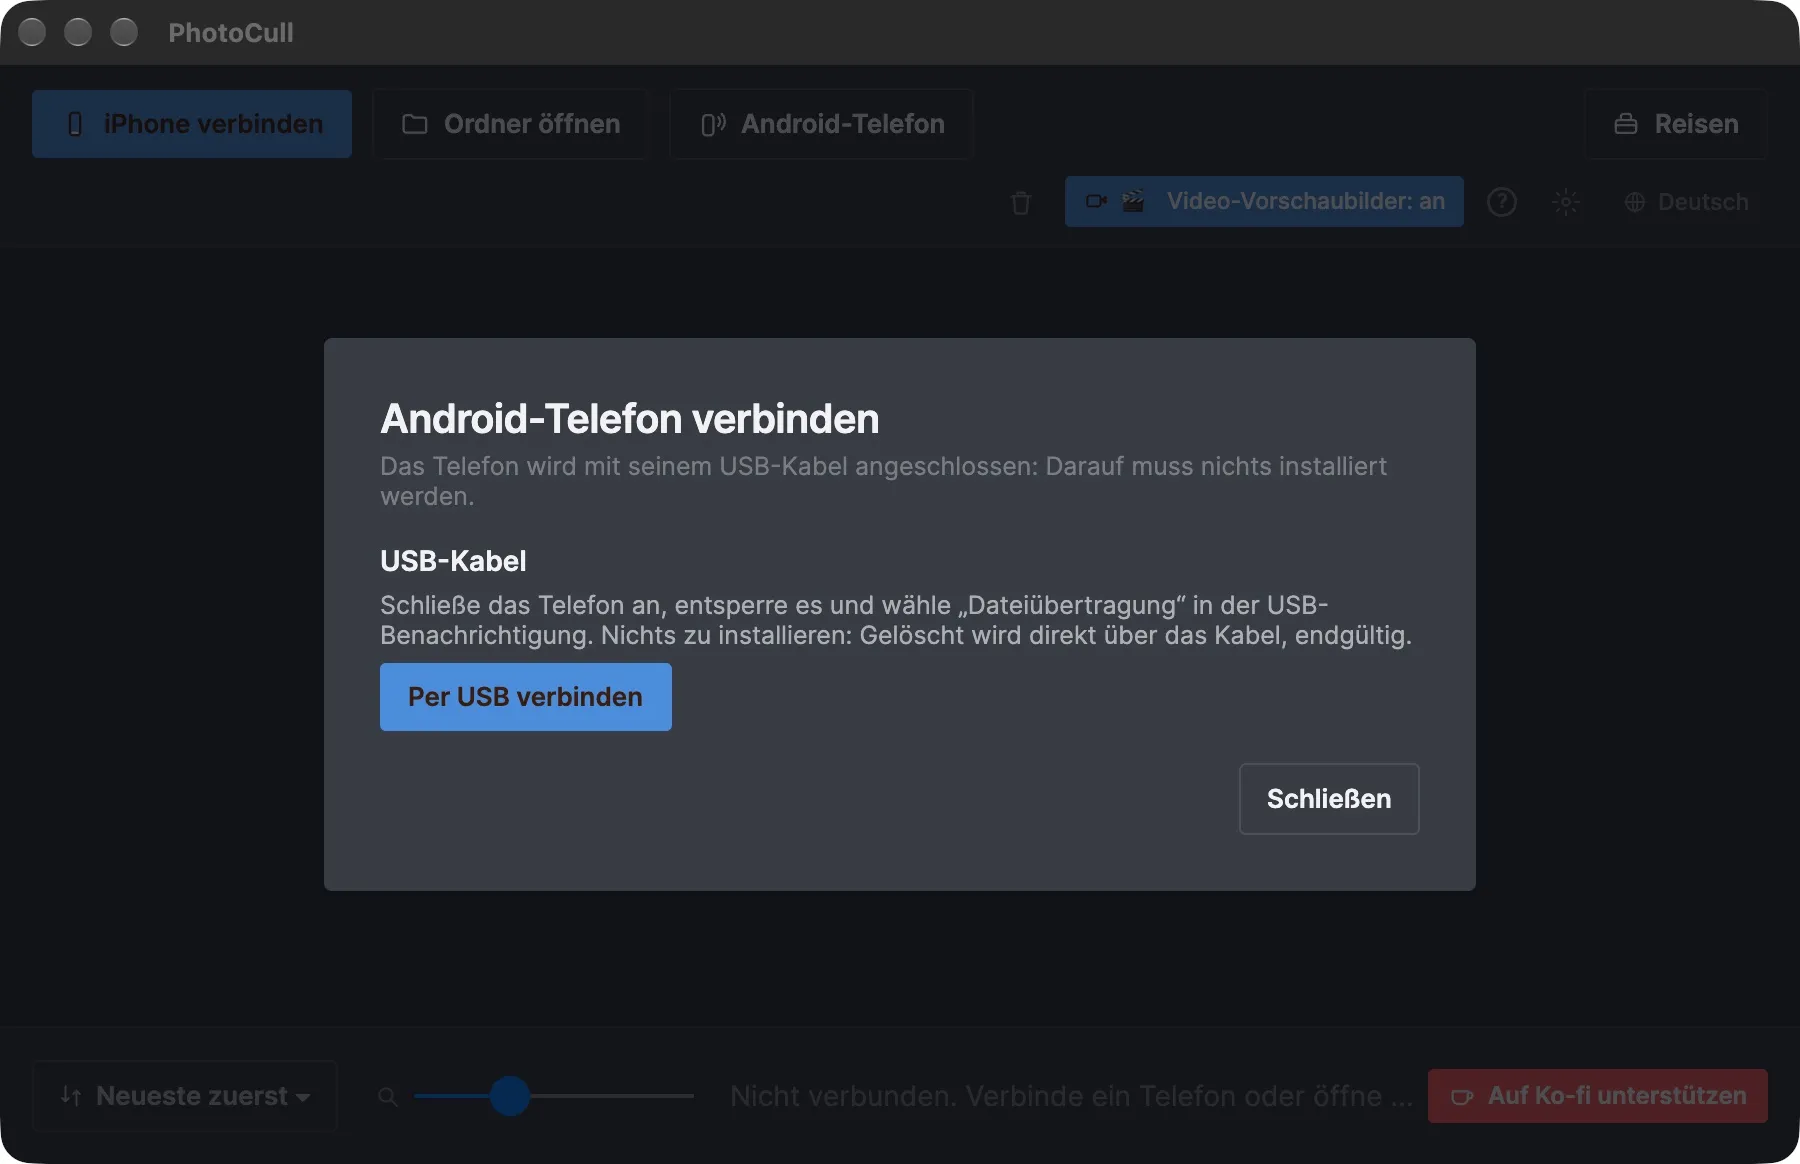 PhotoCull
iPhone verbinden
Ordner öffnen
Android-Telefon
Reisen
Video-Vorschaubilder: an
Deutsch
Android-Telefon verbinden
Das Telefon wird mit seinem USB-Kabel angeschlossen: Darauf muss nichts installiert
werden.
USB-Kabel
Schließe das Telefon an, entsperre es und wähle „Dateiübertragung“ in der USB-
Benachrichtigung. Nichts zu installieren: Gelöscht wird direkt über das Kabel, endgültig.
Per USB verbinden
Schließen
Neueste zuerst
Nicht verbunden. Verbinde ein Telefon oder öffne ...
Auf Ko-fi unterstützen